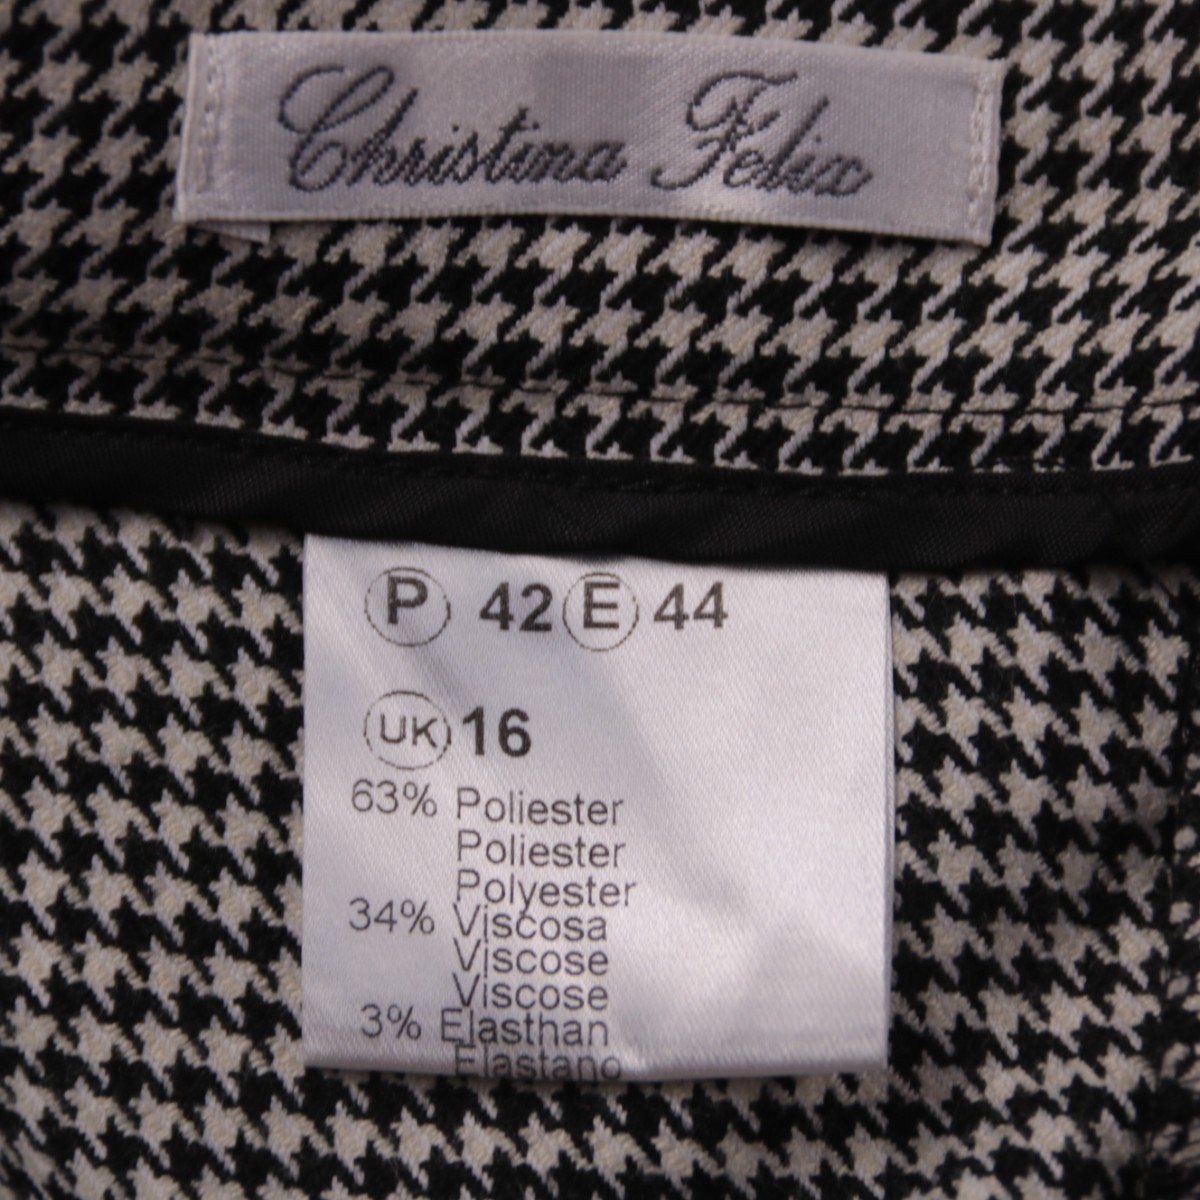 Christina Felix
P 42 E 44
UK 16
63% Poliester
Poliester
Polyester
34% Viscosa
Viscose
Viscose
3% Elasthan
Elastano